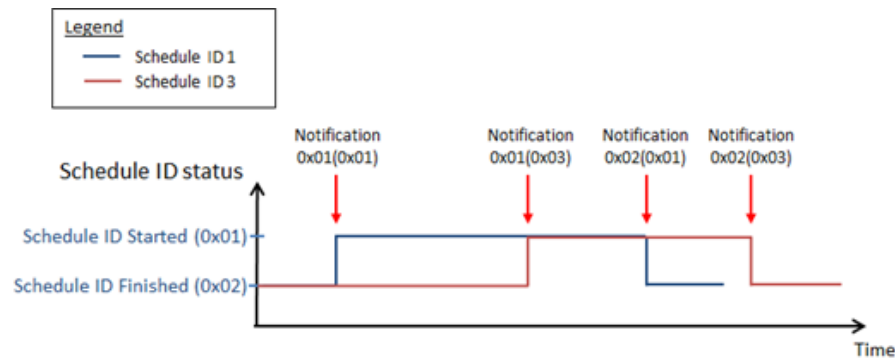 Legend
Schedule ID 1
Schedule ID 3
Notification
0x01(0x01)
Notification
0x01(0x03)
Notification
0x02(0x01)
Notification
0x02(0x03)
Schedule ID status
Schedule ID Started (0x01)
Schedule ID Finished (0x02)
Time